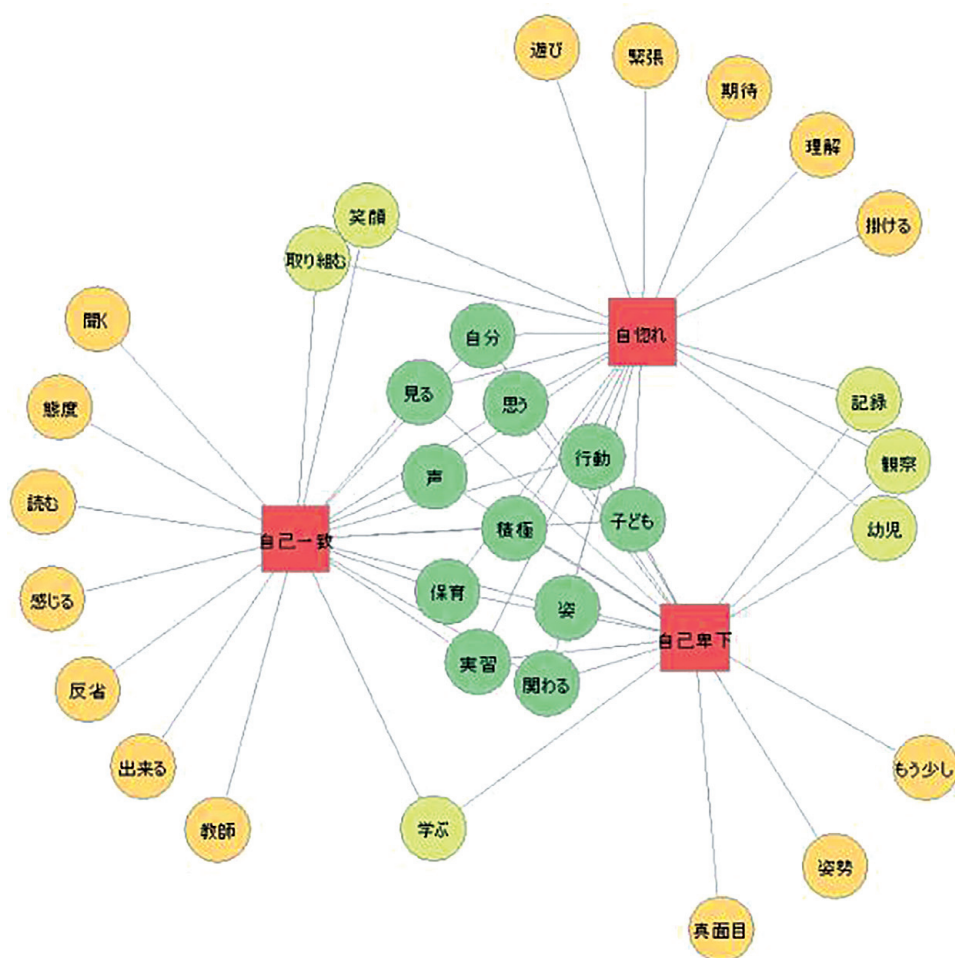 遊び
緊張
期待
理解
掛ける
笑顔
取り組む
聞く
自分
自惚れ
見る
思う
記録
態度
声
行動
観察
読む
積極
子ども
幼児
自己一致
感じる
保育
姿
自己卑下
実習
関わる
反省
出来る
もう少し
教師
学ぶ
姿勢
真面目